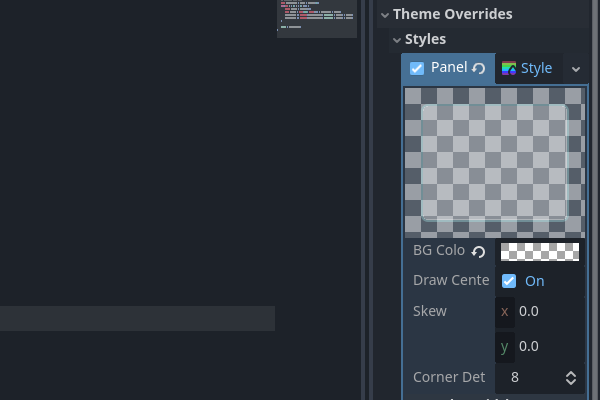 Theme Overrides
Styles
Panel Style
BG Colo
Draw Cente On
Skew x 0.0
y 0.0
Corner Det 8